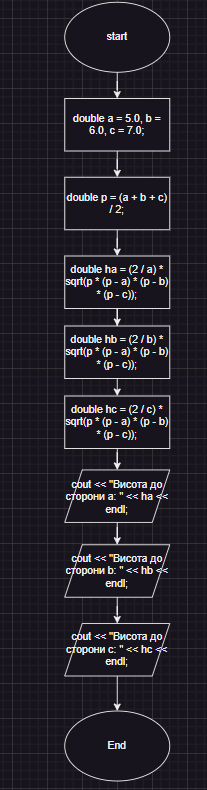 start
double a = 5.0, b =
6.0, c = 7.0;
double p = (a + b + c)
/ 2;
double ha = (2 / a) *
sqrt(p * (p - a) * (p - b)
* (p - c));
double hb = (2 / b) *
sqrt(p * (p - a) * (p - b)
* (p - c));
double hc = (2 / c) *
sqrt(p * (p - a) * (p - b)
* (p - c));
cout << "Висота до
сторони a: " << ha <<
endl;
cout << "Висота до
сторони b: " << hb <<
endl;
cout << "Висота до
сторони c: " << hc <<
endl;
End